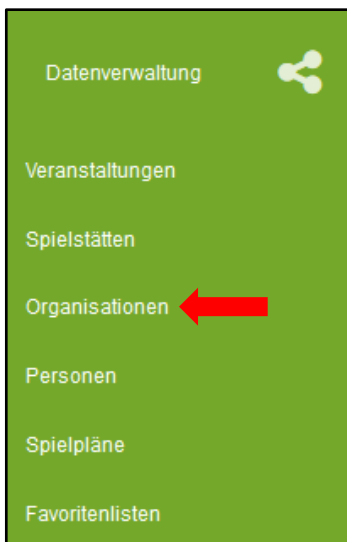 Datenverwaltung
Veranstaltungen
Spielstätten
Organisationen
Personen
Spielpläne
Favoritenlisten